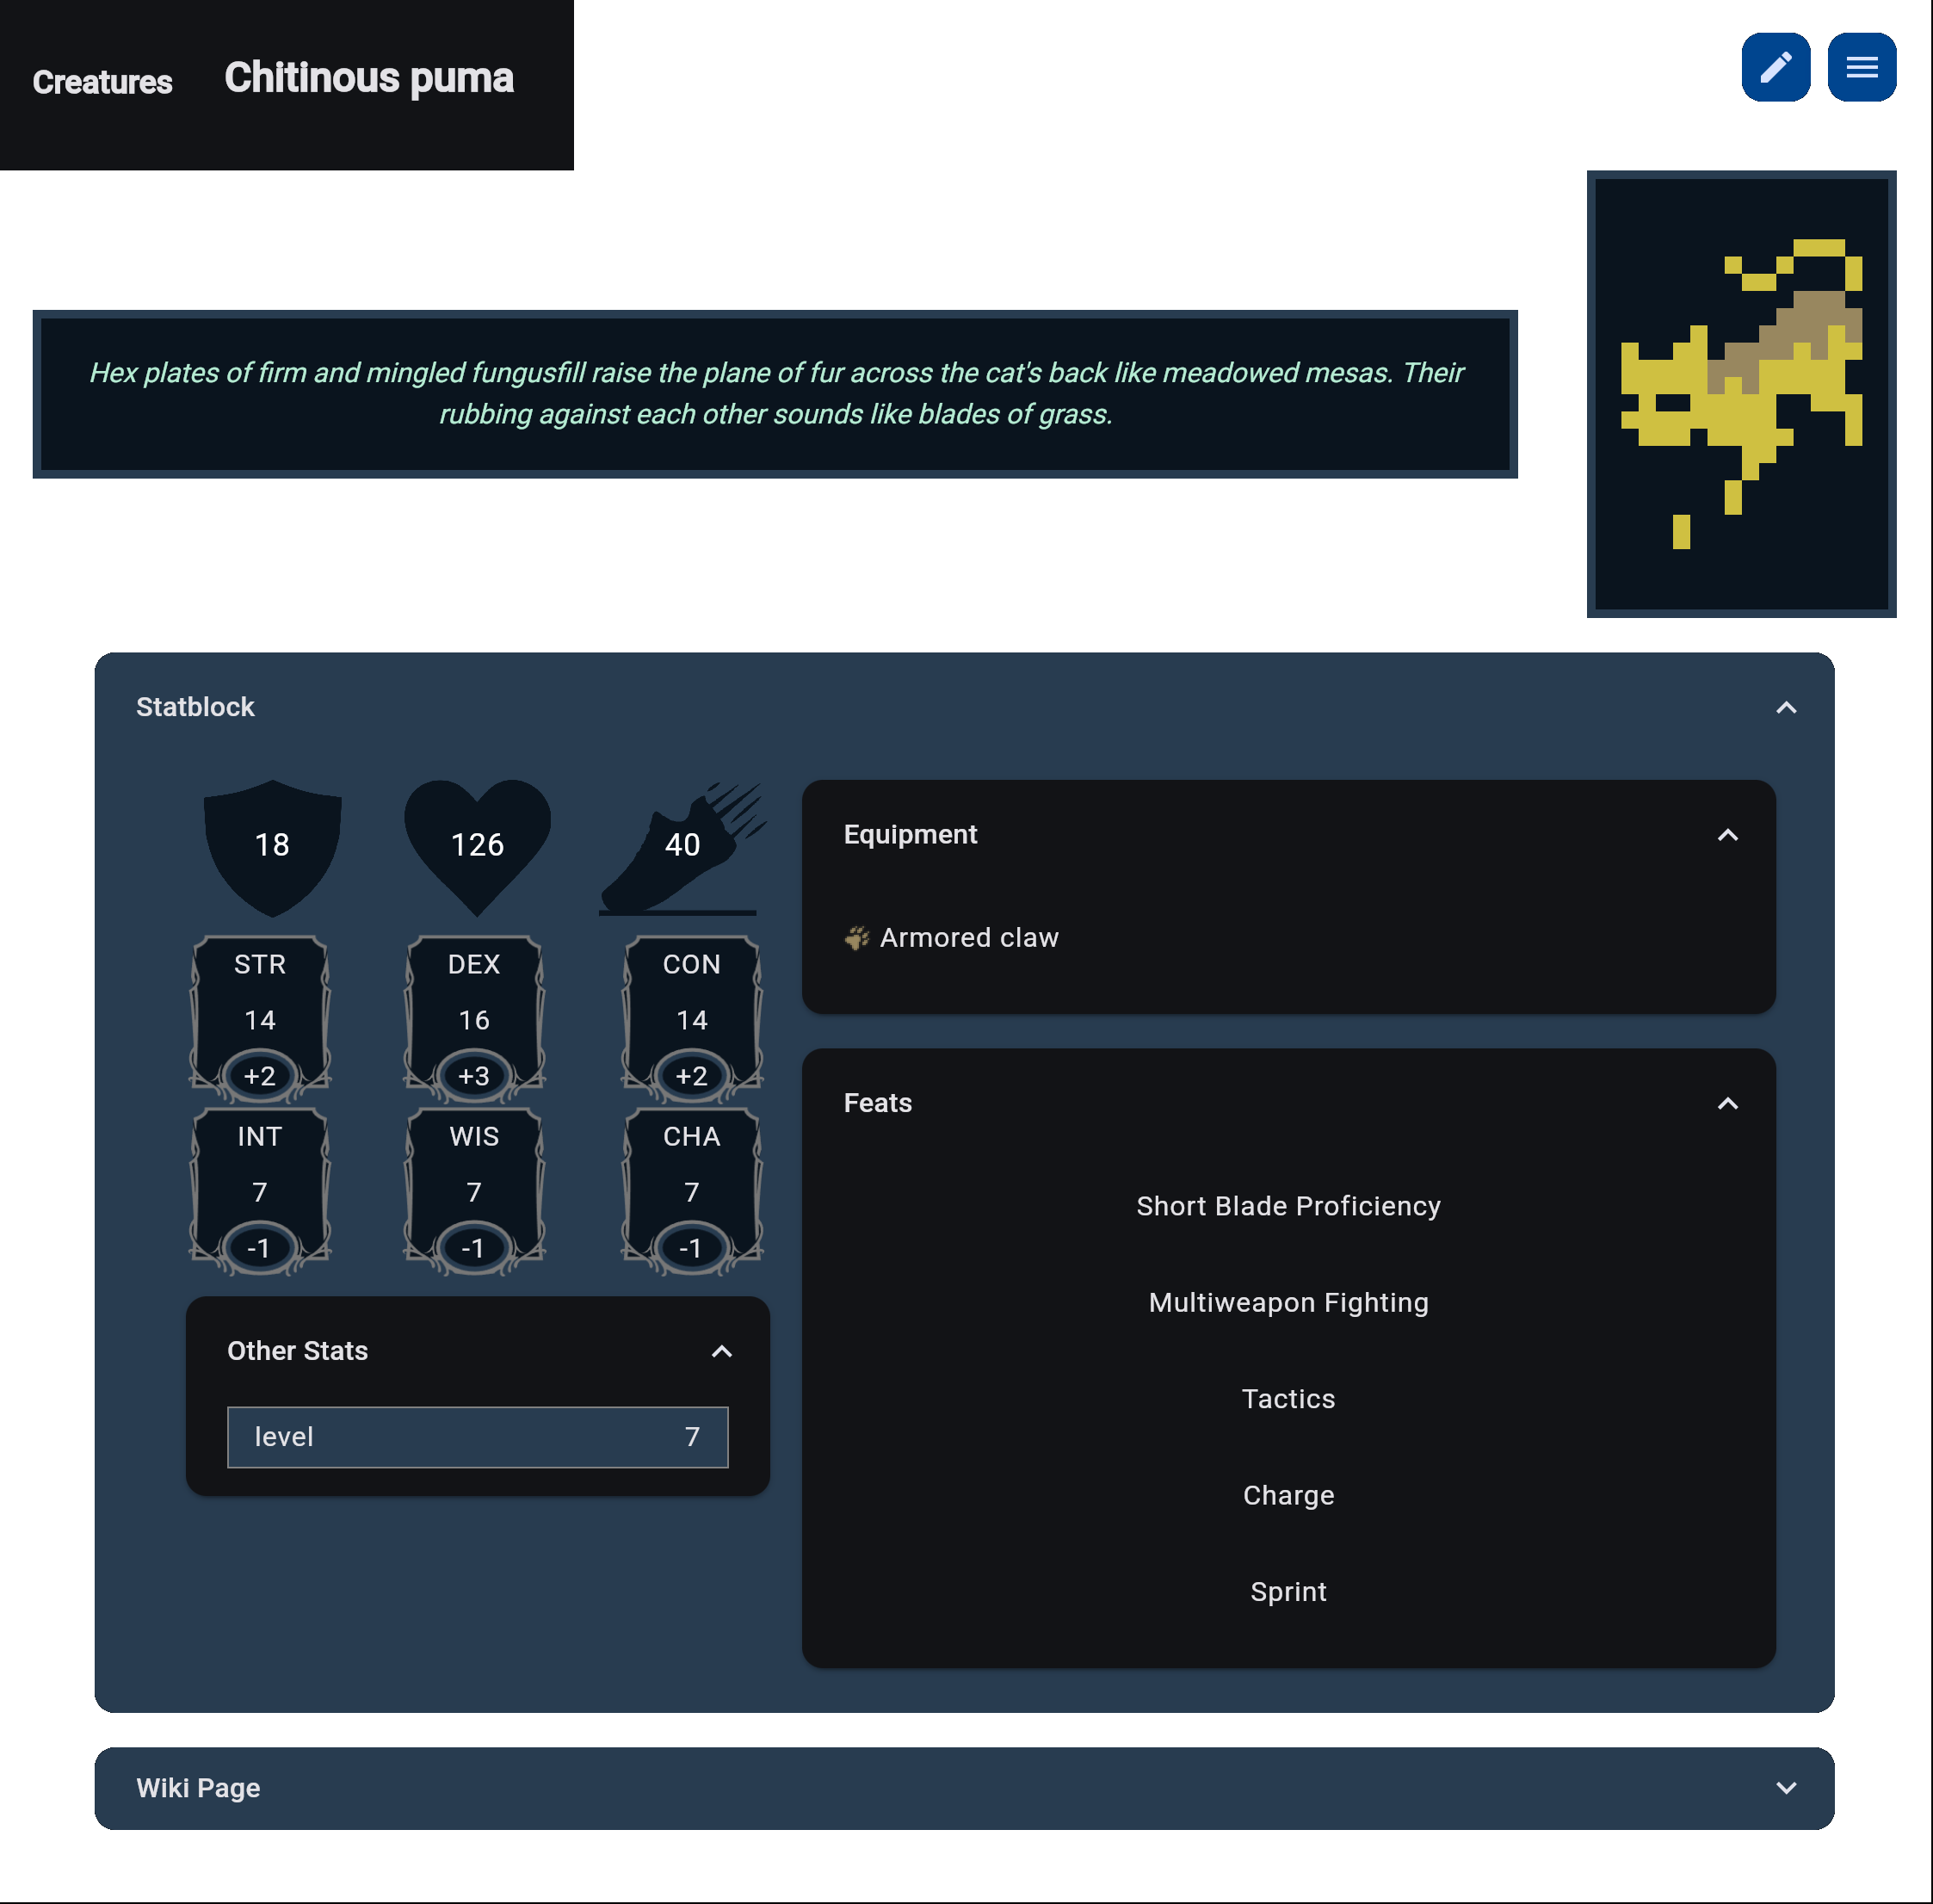 Creatures Chitinous puma
Hex plates of firm and mingled fungusfill raise the plane of fur across the cat's back like meadowed mesas. Their
rubbing against each other sounds like blades of grass.
Statblock
18 126 40
STR DEX CON
14 16 14
+2 +3 +2
INT WIS CHA
7 7 7
-1 -1 -1
Other Stats
level 7
Equipment
Armored claw
Feats
Short Blade Proficiency
Multiweapon Fighting
Tactics
Charge
Sprint
Wiki Page